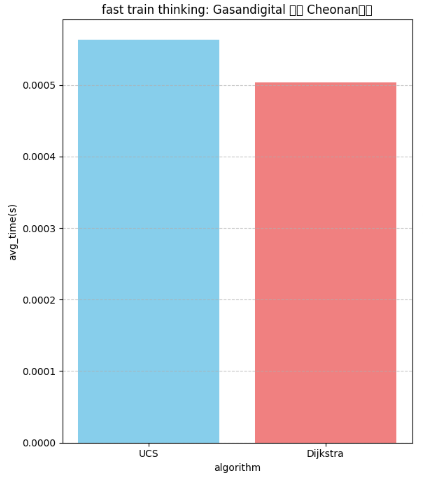 fast train thinking: Gasandigital Cheonan
avg_time(s)
0.0005
0.0004
0.0003
0.0002
0.0001
0.0000
UCS Dijkstra
algorithm